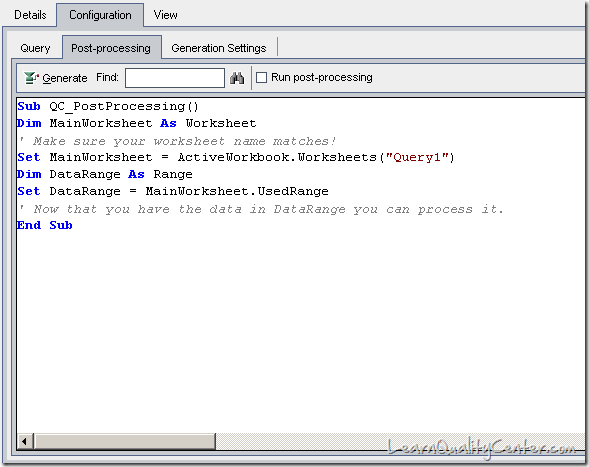 Details Configuration View
Query Post-processing Generation Settings
Generate Find: Run post-processing
Sub QC_PostProcessing()
Dim MainWorksheet As Worksheet
' Make sure your worksheet name matches!
Set MainWorksheet = ActiveWorkbook.Worksheets("Query1")
Dim DataRange As Range
Set DataRange = MainWorksheet.UsedRange
' Now that you have the data in DataRange you can process it.
End Sub
LearnQualityCenter.com